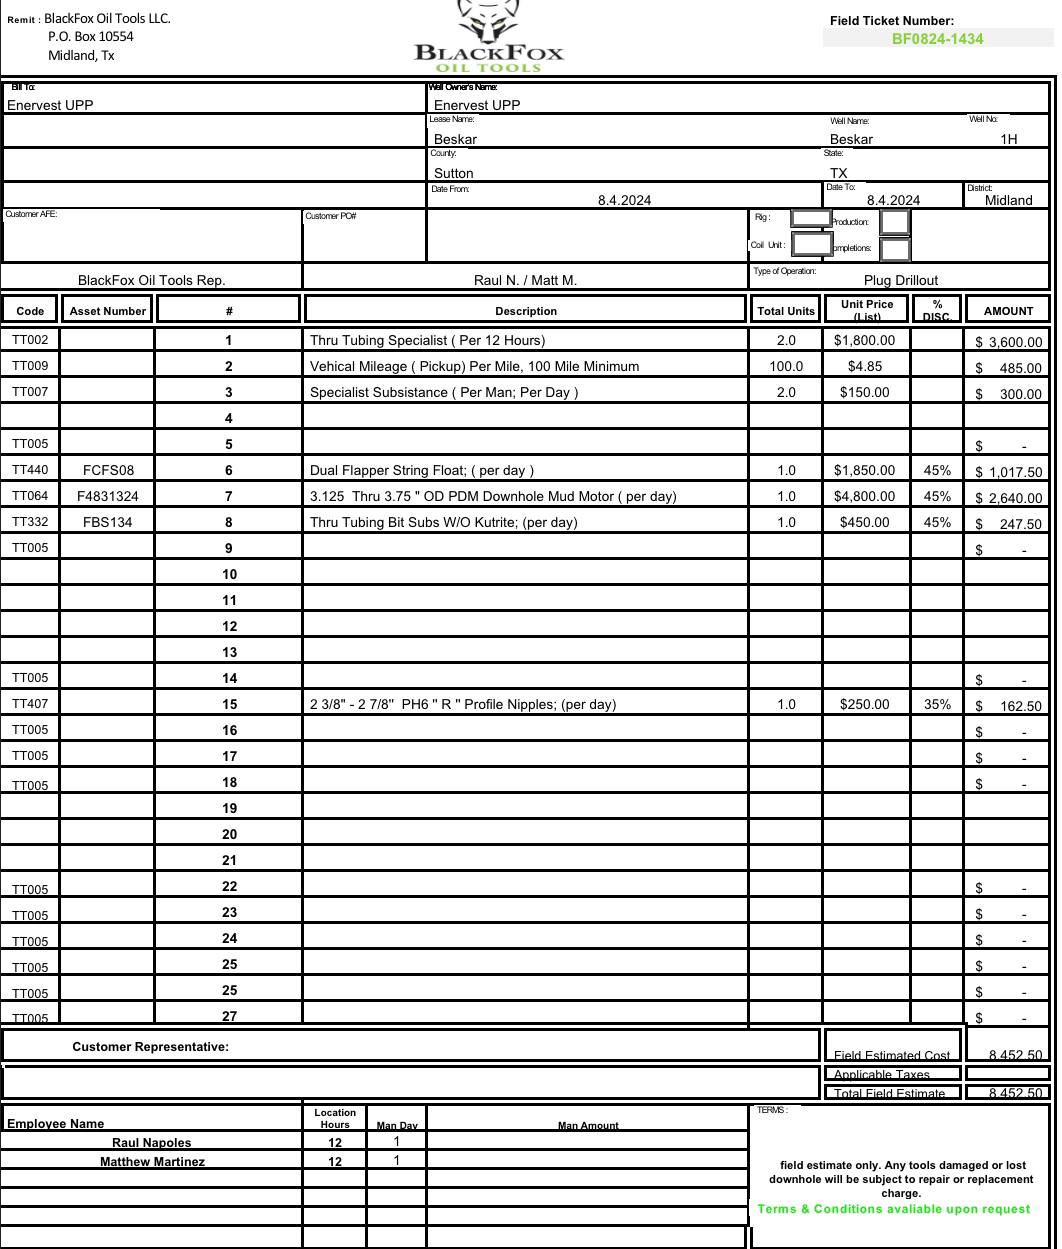 Remit : BlackFox Oil Tools LLC.
P.O. Box 10554
Midland, Tx
BLACKFOX
OIL TOOLS
Field Ticket Number:
BF0824-1434
Bill To:
Enervest UPP
Well Owner's Name:
Enervest UPP
Lease Name: Well Name: Well No:
Beskar Beskar 1H
County: State:
Sutton TX
Date From: Date To: District:
8.4.2024 8.4.2024 Midland
Customer AFE: Customer PO# Rig : Production:
Coil Unit : ompletions:
BlackFox Oil Tools Rep. Raul N. / Matt M. Type of Operation: Plug Drillout
Code Asset Number # Description Total Units Unit Price (List) % DISC. AMOUNT
TT002 1 Thru Tubing Specialist ( Per 12 Hours) 2.0 $1,800.00 $ 3,600.00
TT009 2 Vehical Mileage ( Pickup) Per Mile, 100 Mile Minimum 100.0 $4.85 $ 485.00
TT007 3 Specialist Subsistance ( Per Man; Per Day ) 2.0 $150.00 $ 300.00
4
TT005 5 $ -
TT440 FCFS08 6 Dual Flapper String Float; ( per day ) 1.0 $1,850.00 45% $ 1,017.50
TT064 F4831324 7 3.125 Thru 3.75 " OD PDM Downhole Mud Motor ( per day) 1.0 $4,800.00 45% $ 2,640.00
TT332 FBS134 8 Thru Tubing Bit Subs W/O Kutrite; (per day) 1.0 $450.00 45% $ 247.50
TT005 9 $ -
10
11
12
13
TT005 14 $ -
TT407 15 2 3/8" - 2 7/8" PH6 " R " Profile Nipples; (per day) 1.0 $250.00 35% $ 162.50
TT005 16 $ -
TT005 17 $ -
TT005 18 $ -
19
20
21
TT005 22 $ -
TT005 23 $ -
TT005 24 $ -
TT005 25 $ -
TT005 25 $ -
TT005 27 $ -
Customer Representative: Field Estimated Cost 8,452.50
Applicable Taxes
Total Field Estimate 8,452.50
Employee Name Location Hours Man Day Man Amount TERMS :
Raul Napoles 12 1
Matthew Martinez 12 1
field estimate only. Any tools damaged or lost
downhole will be subject to repair or replacement
charge.
Terms & Conditions avaliable upon request